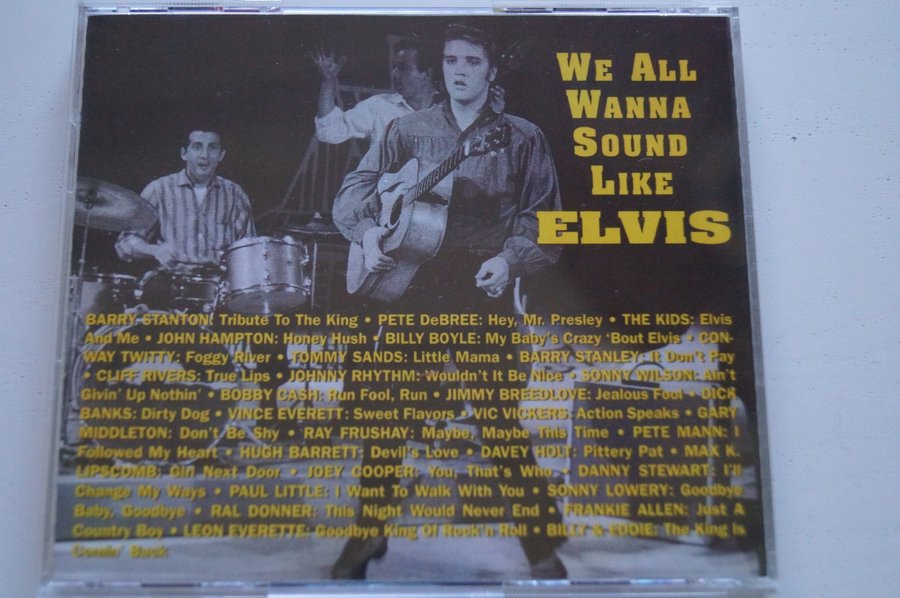 WE ALL
WANNA
SOUND
LIKE
ELVIS
BARRY STANTON: Tribute To The King • PETE DeBREE: Hey, Mr. Presley • THE KIDS: Elvis
And Me • JOHN HAMPTON: Honey Hush • BILLY BOYLE: My Baby's Crazy 'Bout Elvis • CON-
WAY TWITTY: Foggy River • TOMMY SANDS: Little Mama • BARRY STANLEY: It Don't Pay
• CLIFF RIVERS: True Lips • JOHNNY RHYTHM: Wouldn't It Be Nice • SONNY WILSON: Ain't
Givin' Up Nothin' • BOBBY CASH: Run Fool, Run • JIMMY BREEDLOVE: Jealous Fool • DICK
BANKS: Dirty Dog • VINCE EVERETT: Sweet Flavors • VIC VICKERS: Action Speaks • GARY
MIDDLETON: Don't Be Shy • RAY FRUSHAY: Maybe, Maybe This Time • PETE MANN: I
Followed My Heart • HUGH BARRETT: Devil's Love • DAVEY HOLT: Pittery Pat • MAX K.
LIPSCOMB: Girl Next Door • JOEY COOPER: You, That's Who • DANNY STEWART: I'll
Change My Ways • PAUL LITTLE: I Want To Walk With You • SONNY LOWERY: Goodbye
Baby, Goodbye • RAL DONNER: This Night Would Never End • FRANKIE ALLEN: Just A
Country Boy • LEON EVERETTE: Goodbye King Of Rock'n Roll • BILLY & EDDIE: The King Is
Comin' Back